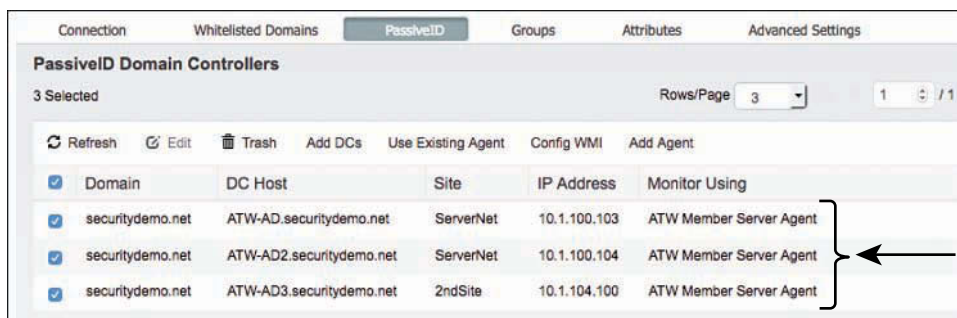 Connection Whitelisted Domains PassiveID Groups Attributes Advanced Settings
PassiveID Domain Controllers
3 Selected Rows/Page 3 1 / 1
Refresh Edit Trash Add DCs Use Existing Agent Config WMI Add Agent
Domain DC Host Site IP Address Monitor Using
securitydemo.net ATW-AD.securitydemo.net ServerNet 10.1.100.103 ATW Member Server Agent
securitydemo.net ATW-AD2.securitydemo.net ServerNet 10.1.100.104 ATW Member Server Agent
securitydemo.net ATW-AD3.securitydemo.net 2ndSite 10.1.104.100 ATW Member Server Agent